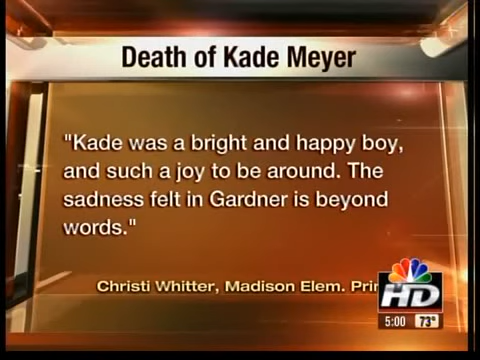 Death of Kade Meyer
"Kade was a bright and happy boy,
and such a joy to be around. The
sadness felt in Gardner is beyond
words."
Christi Whitter, Madison Elem. Prin
HD
5:00 73°